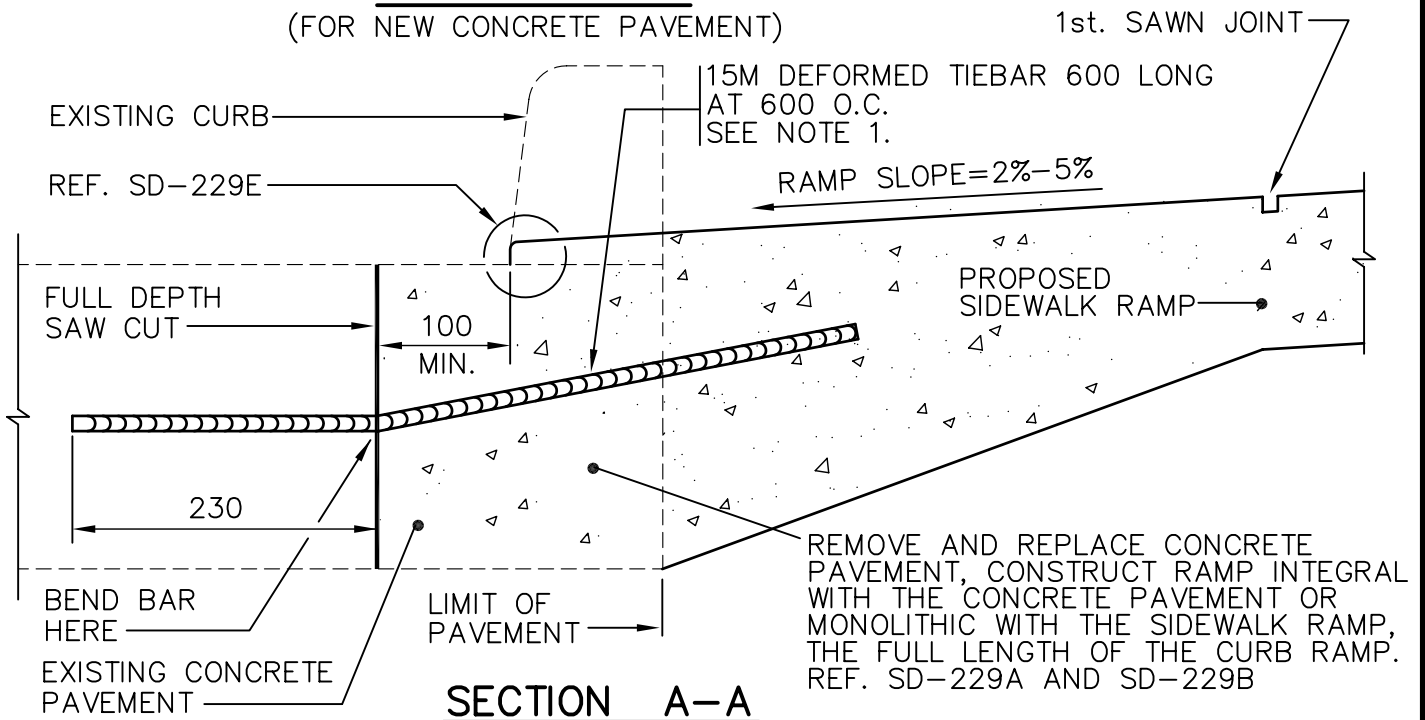 (FOR NEW CONCRETE PAVEMENT)
1st. SAWN JOINT
15M DEFORMED TIEBAR 600 LONG
AT 600 O.C.
SEE NOTE 1.
EXISTING CURB
REF. SD-229E
RAMP SLOPE=2%-5%
FULL DEPTH
SAW CUT
100
MIN.
PROPOSED
SIDEWALK RAMP
230
BEND BAR
HERE
LIMIT OF
PAVEMENT
EXISTING CONCRETE
PAVEMENT
REMOVE AND REPLACE CONCRETE
PAVEMENT, CONSTRUCT RAMP INTEGRAL
WITH THE CONCRETE PAVEMENT OR
MONOLITHIC WITH THE SIDEWALK RAMP,
THE FULL LENGTH OF THE CURB RAMP.
REF. SD-229A AND SD-229B
SECTION A-A